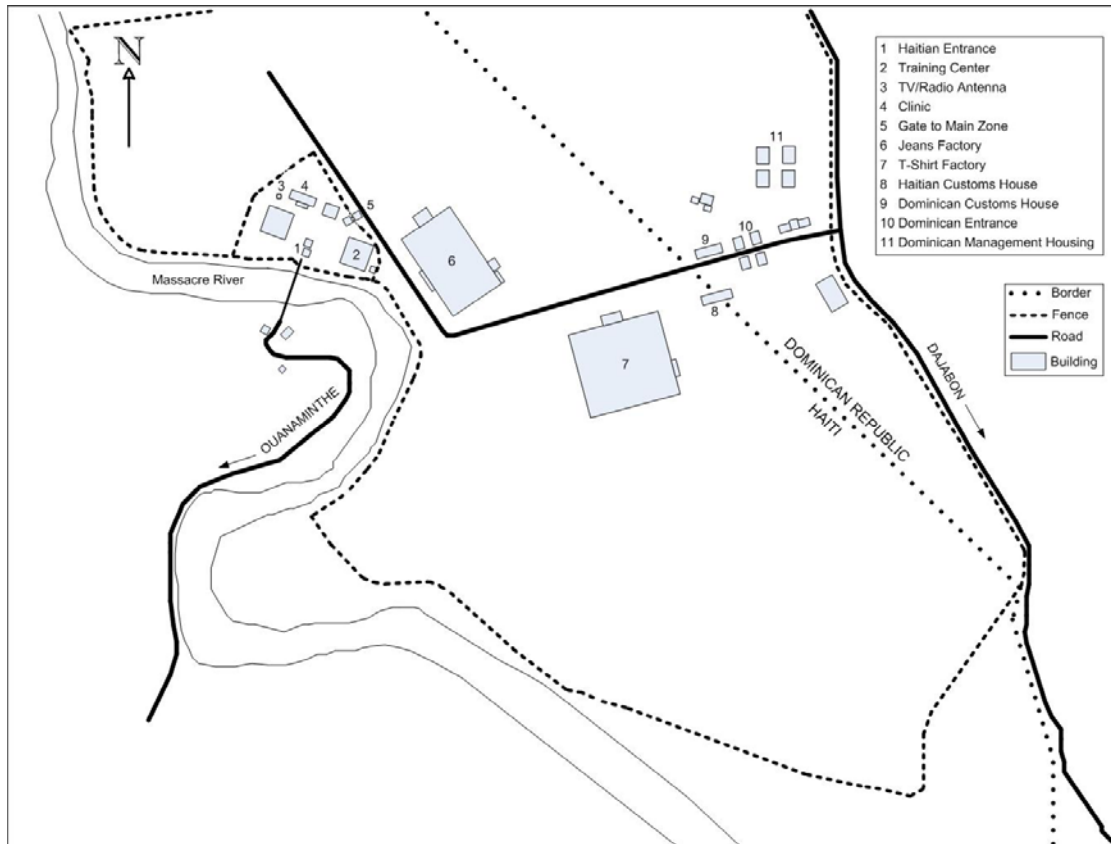 N
1 Haitian Entrance
2 Training Center
3 TV/Radio Antenna
4 Clinic
5 Gate to Main Zone
6 Jeans Factory
7 T-Shirt Factory
8 Haitian Customs House
9 Dominican Customs House
10 Dominican Entrance
11 Dominican Management Housing
Border
Fence
Road
Building
11
3
4
5
10
9
1
2
6
Massacre River
8
7
DOMINICAN REPUBLIC
HAITI
DAJABON
OUANAMINTHE